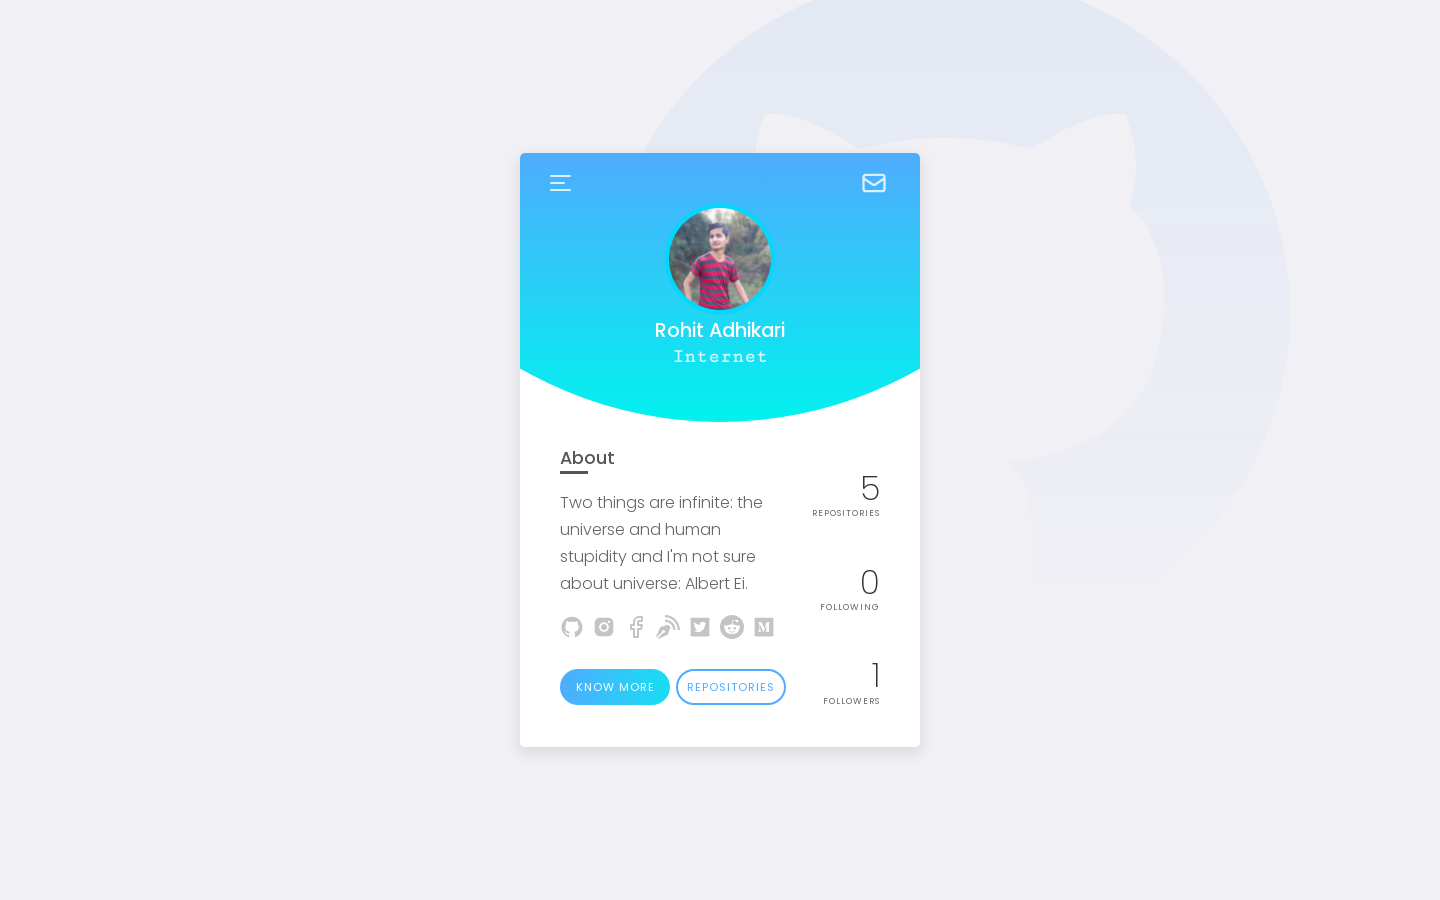 Rohit Adhikari
Internet
About
Two things are infinite: the
universe and human
stupidity and I'm not sure
about universe: Albert Ei.
KNOW MORE
REPOSITORIES
5
REPOSITORIES
0
FOLLOWING
1
FOLLOWERS